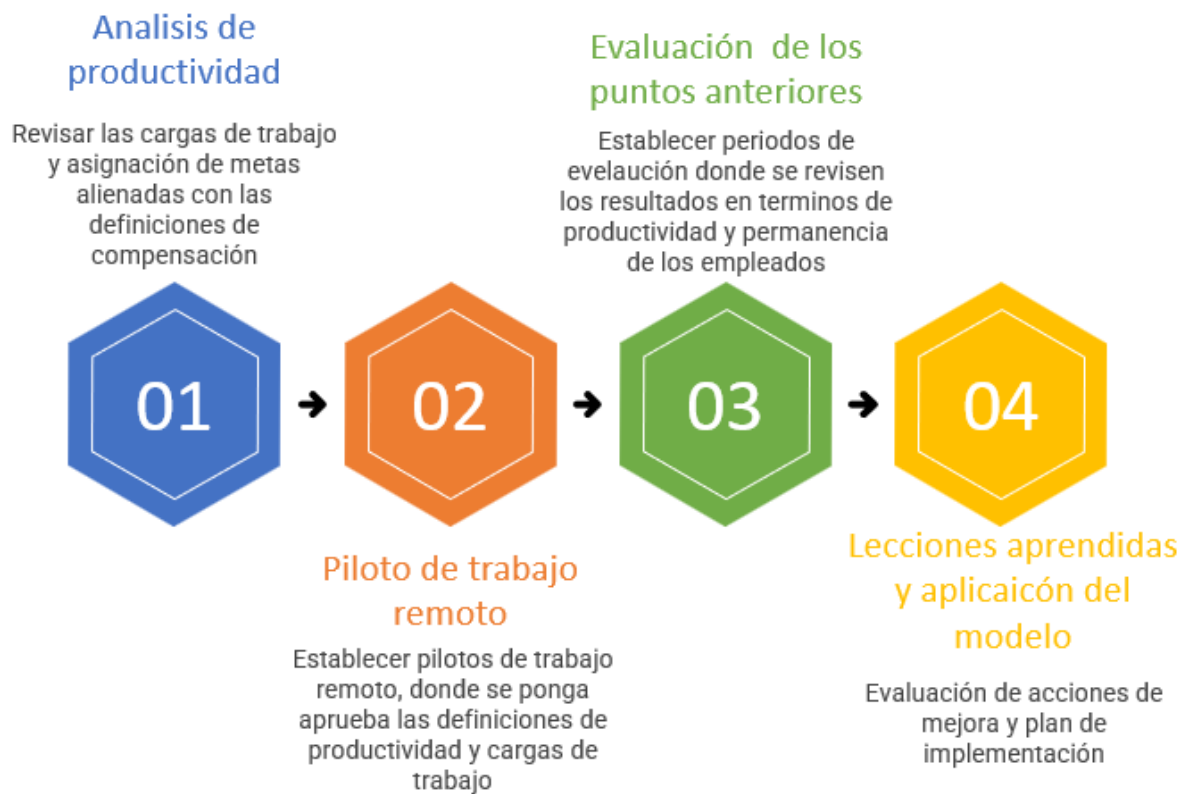 Analisis de
productividad
Revisar las cargas de trabajo
y asignación de metas
alienadas con las
definiciones de
compensación
01
Piloto de trabajo
remoto
Establecer pilotos de trabajo
remoto, donde se ponga
aprueba las definiciones de
productividad y cargas de
trabajo
02
Evaluación  de los
puntos anteriores
Establecer periodos de
evelaución donde se revisen
los resultados en terminos de
productividad y permanencia
de los empleados
03
Lecciones aprendidas
y aplicaicón del
modelo
Evaluación de acciones de
mejora y plan de
implementación
04